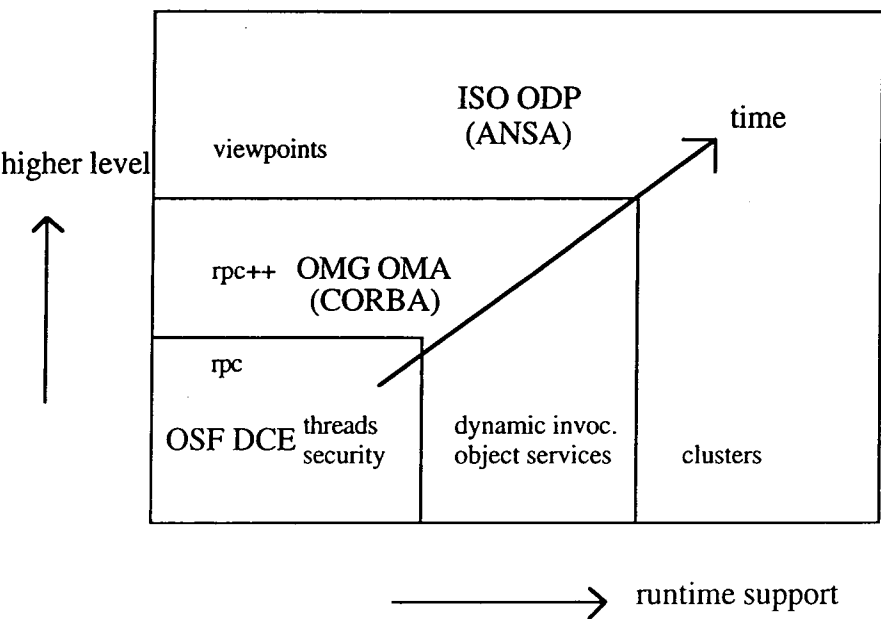 ISO ODP
(ANSA)
time
viewpoints
higher level
rpc++ OMG OMA
(CORBA)
rpc
OSF DCE threads
security
dynamic invoc.
object services
clusters
runtime support